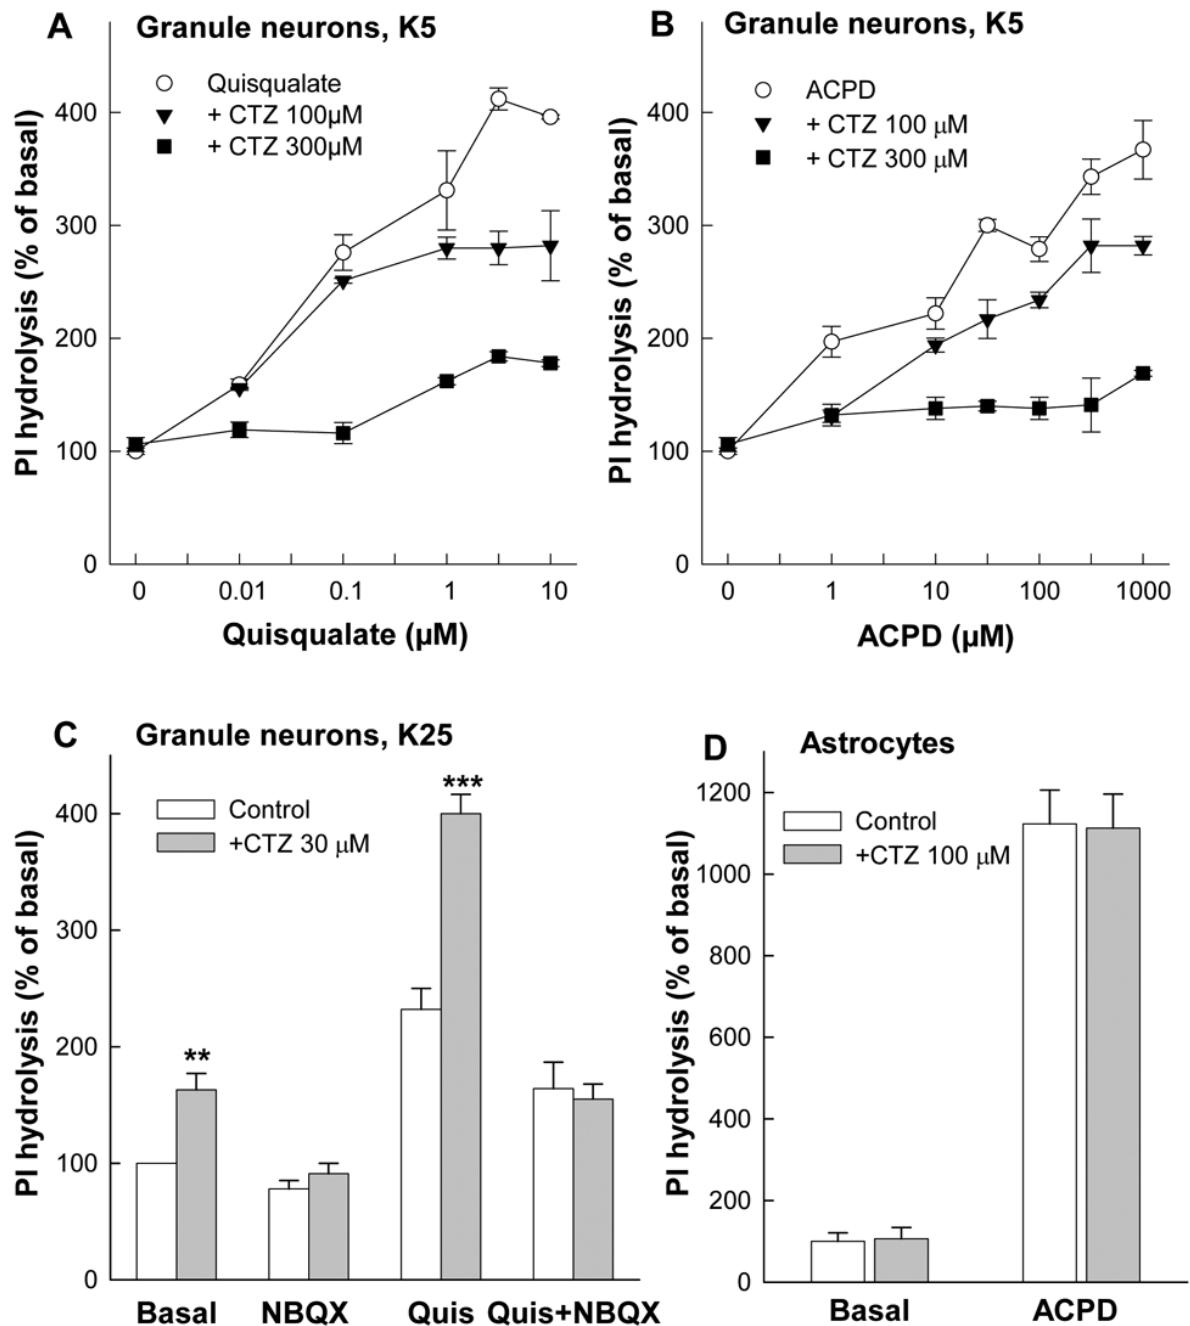 A Granule neurons, K5
Quisqualate
+ CTZ 100µM
+ CTZ 300µM
PI hydrolysis (% of basal)
400
300
200
100
0
0 0.01 0.1 1 10
Quisqualate (µM)
B Granule neurons, K5
ACPD
+ CTZ 100 µM
+ CTZ 300 µM
PI hydrolysis (% of basal)
400
300
200
100
0
0 1 10 100 1000
ACPD (µM)
C Granule neurons, K25
Control
+CTZ 30 µM
PI hydrolysis (% of basal)
400
300
200
100
0
**
***
Basal NBQX Quis Quis+NBQX
D Astrocytes
Control
+CTZ 100 µM
PI hydrolysis (% of basal)
1200
1000
800
600
400
200
0
Basal ACPD